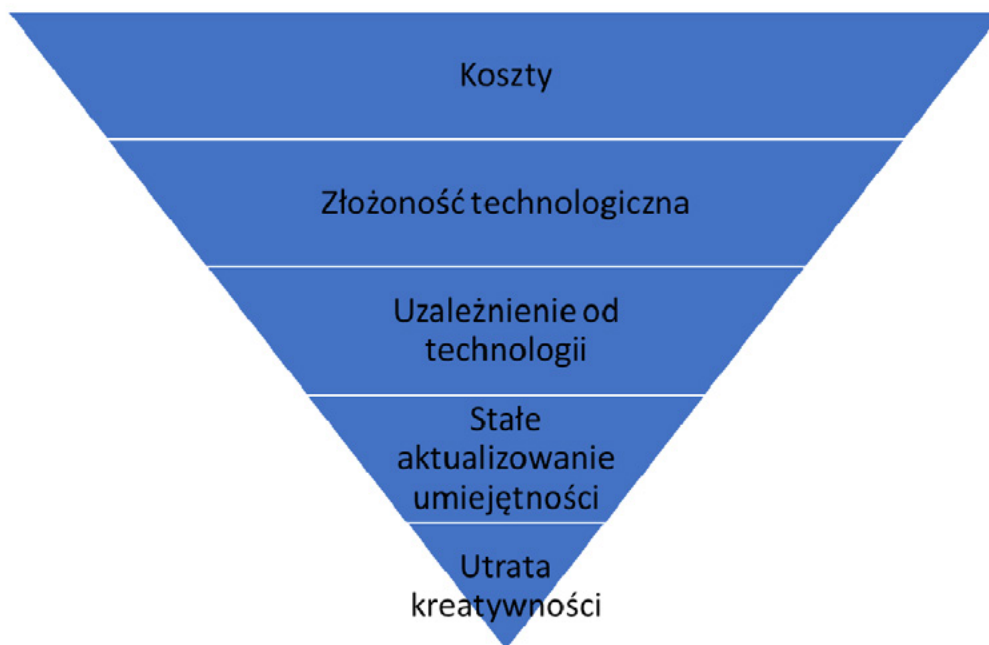 Koszty
Złożoność technologiczna
Uzależnienie od
technologii
Stałe
aktualizowanie
umiejętności
Utrata
kreatywności